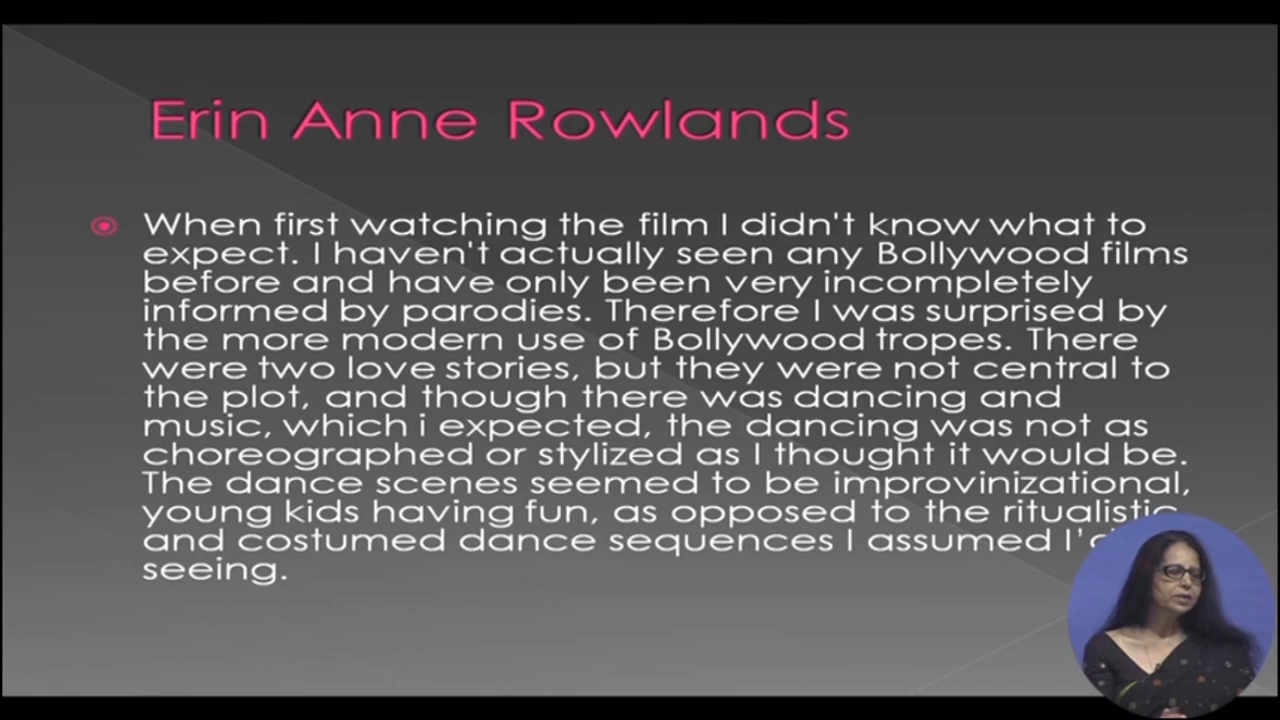 Erin Anne Rowlands
When first watching the film I didn't know what to
expect. I haven't actually seen any Bollywood films
before and have only been very incompletely
informed by parodies. Therefore I was surprised by
the more modern use of Bollywood tropes. There
were two love stories, but they were not central to
the plot, and though there was dancing and
music, which i expected, the dancing was not as
choreographed or stylized as I thought it would be.
The dance scenes seemed to be improvinizational,
young kids having fun, as opposed to the ritualistic
and costumed dance sequences I assumed
seeing.